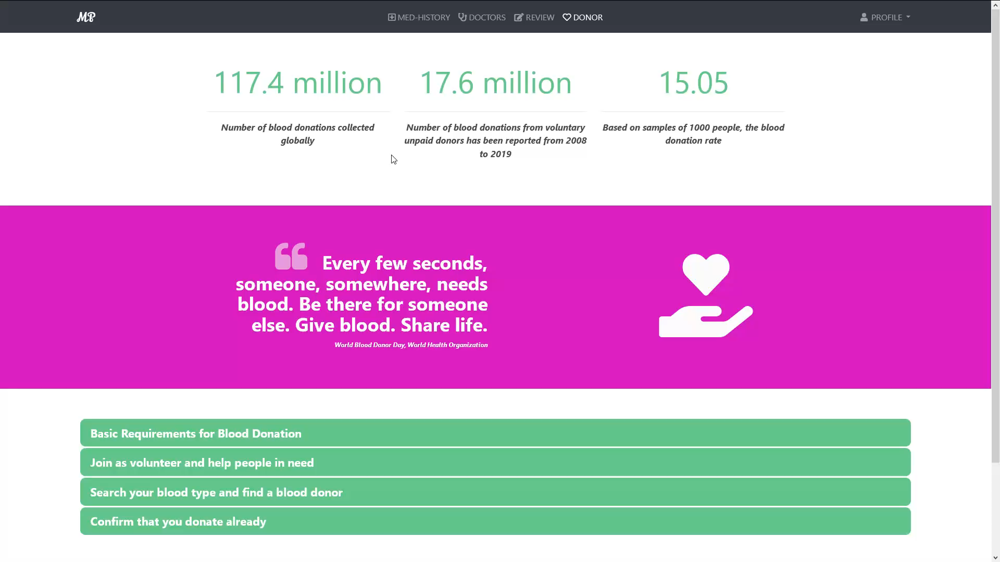 MP
MED-HISTORY DOCTORS REVIEW DONOR PROFILE
117.4 million
Number of blood donations collected
globally
17.6 million
Number of blood donations from voluntary
unpaid donors has been reported from 2008
to 2019
15.05
Based on samples of 1000 people, the blood
donation rate
“ Every few seconds,
someone, somewhere, needs
blood. Be there for someone
else. Give blood. Share life.
World Blood Donor Day, World Health Organization
Basic Requirements for Blood Donation
Join as volunteer and help people in need
Search your blood type and find a blood donor
Confirm that you donate already